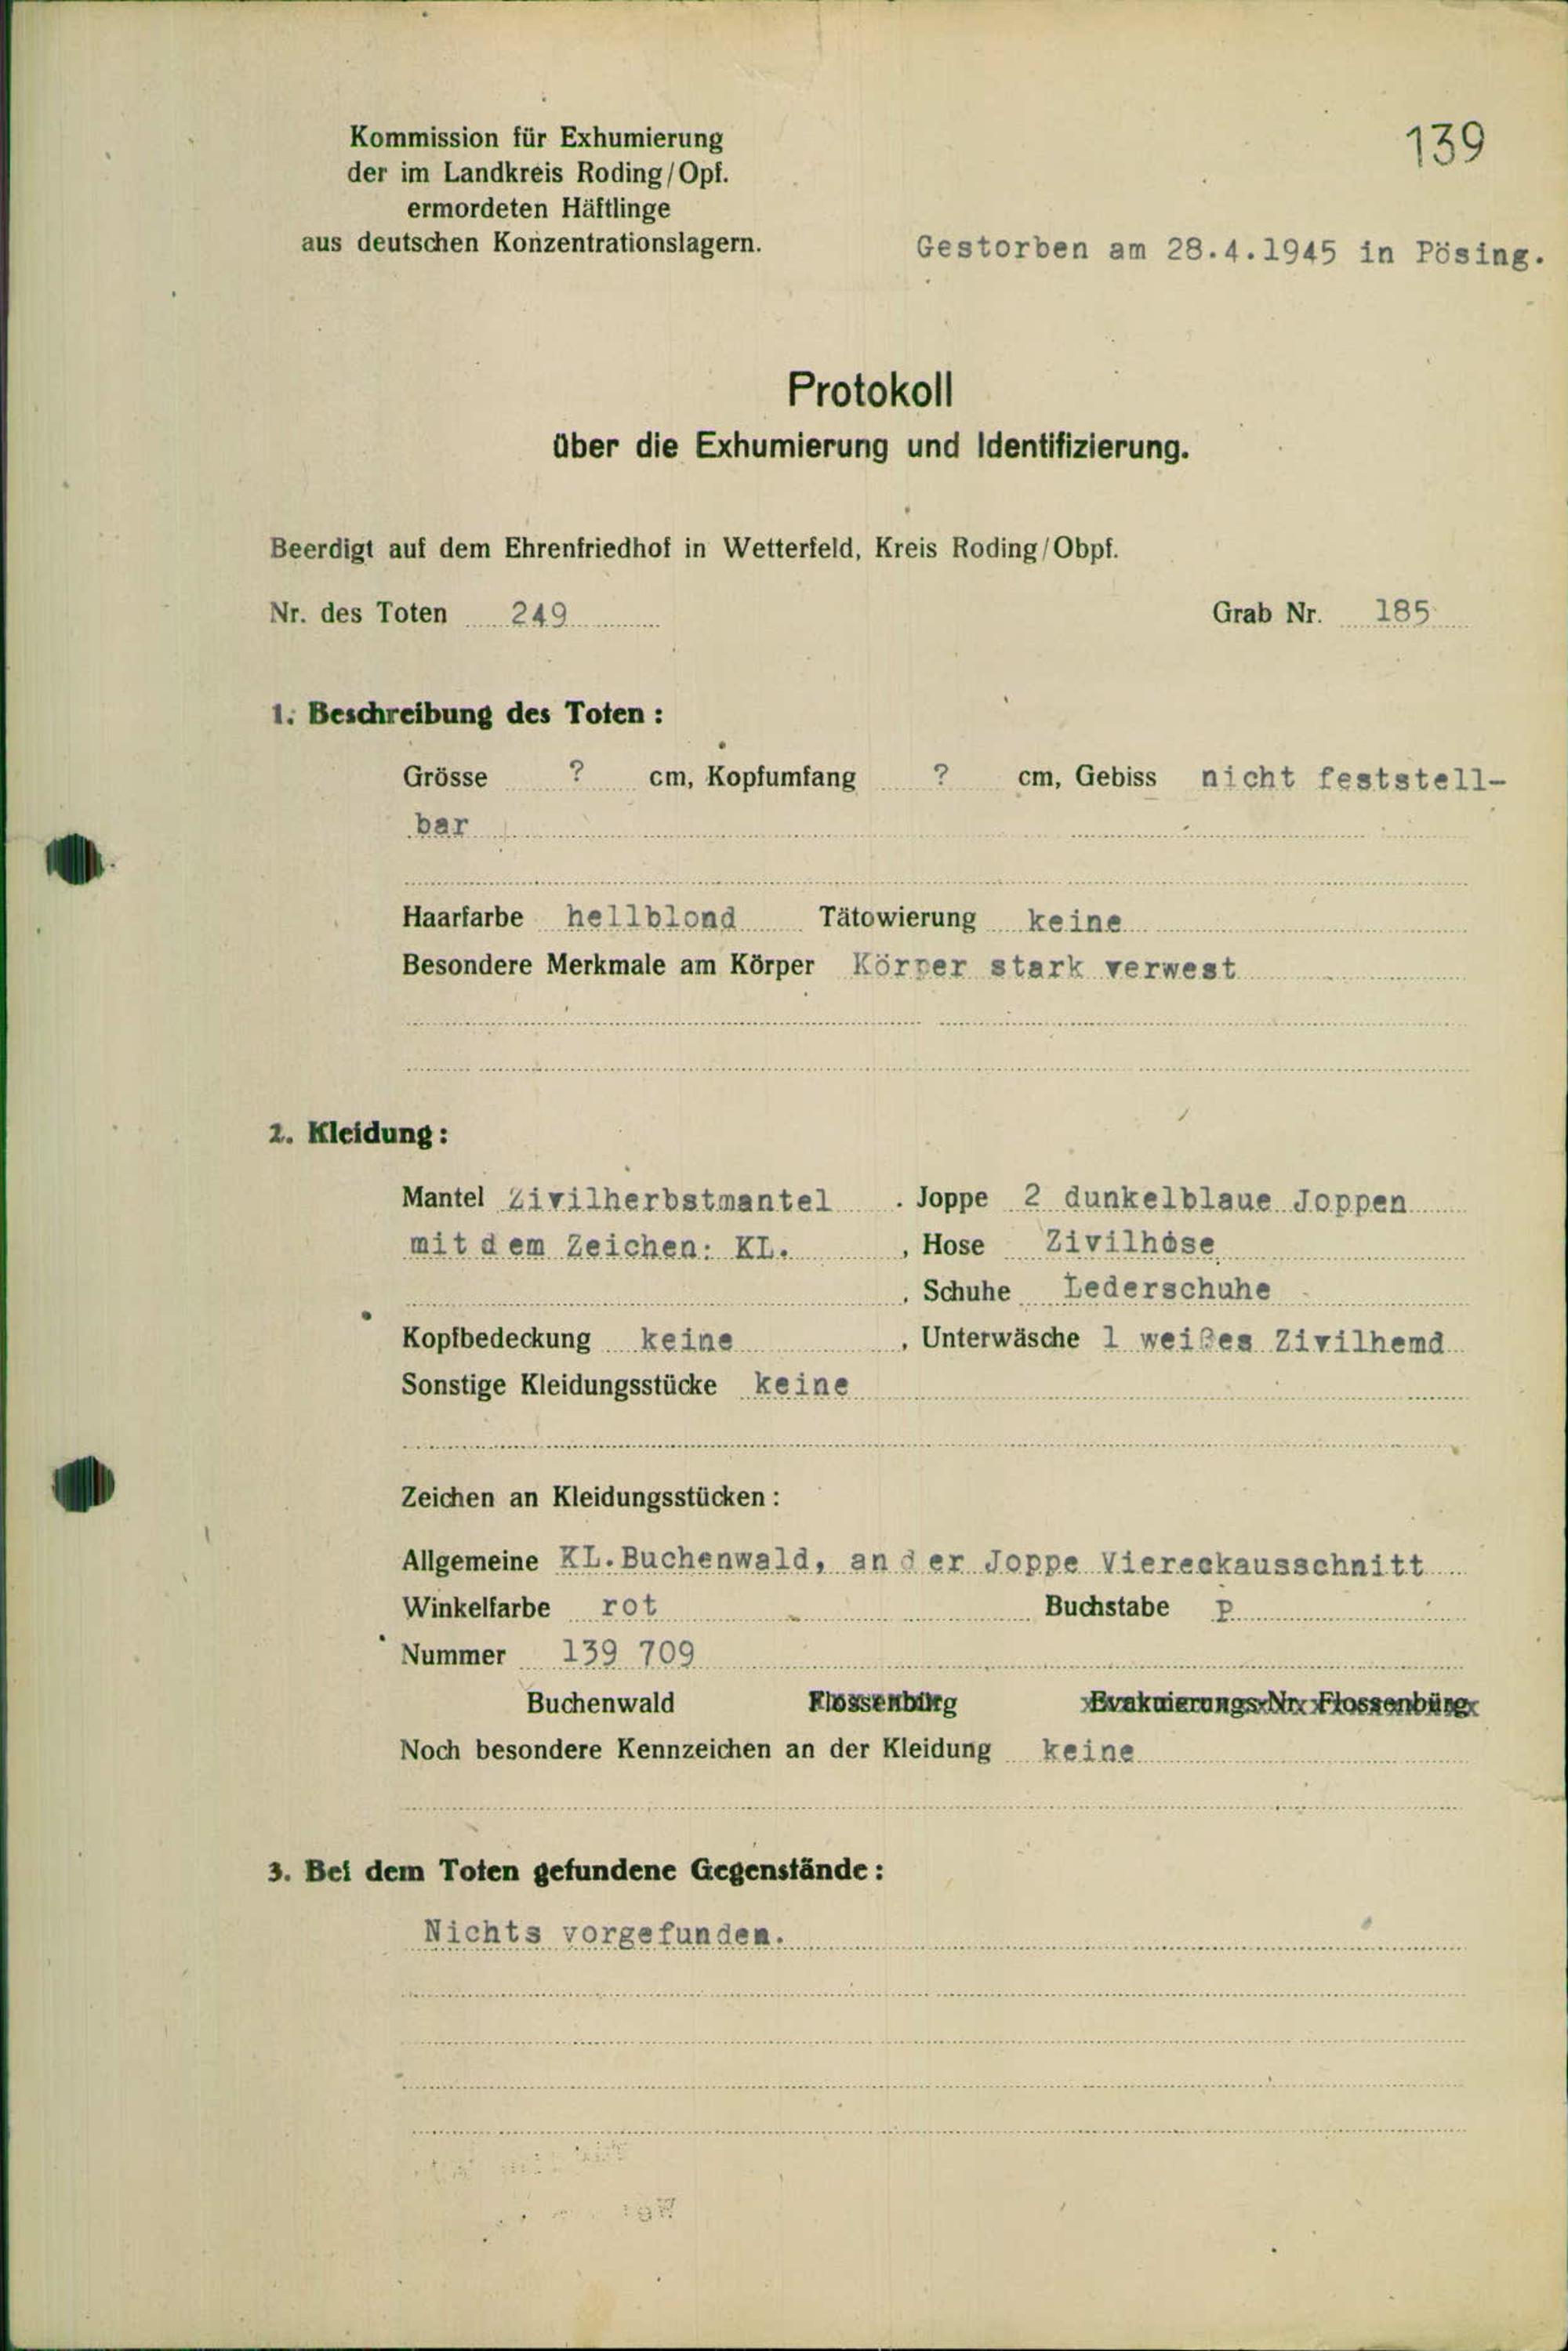 139
Kommission für Exhumierung
der im Landkreis Roding/Opf.
ermordeten Häftlinge
aus deutschen Konzentrationslagern.
Gestorben am 28.4.1945 in Pösing.
Protokoll
über die Exhumierung und Identifizierung.
Beerdigt auf dem Ehrenfriedhof in Wetterfeld, Kreis Roding/Obpf.
Nr. des Toten 249 Grab Nr. 185
1. Beschreibung des Toten:
Grösse ? cm, Kopfumfang ? cm, Gebiss nicht feststell-
bar
Haarfarbe hellblond Tätowierung keine
Besondere Merkmale am Körper Körper stark verwest
2. Kleidung:
Mantel Zivilherbstmantel . Joppe 2 dunkelblaue Joppen
mit dem Zeichen: KL. , Hose Zivilhose
, Schuhe Lederschuhe
Kopfbedeckung keine , Unterwäsche 1 weißes Zivilhemd
Sonstige Kleidungsstücke keine
Zeichen an Kleidungsstücken:
Allgemeine KL.Buchenwald, an der Joppe Viereckausschnitt
Winkelfarbe rot Buchstabe P
Nummer 139 709
Buchenwald Flossenbürg Evakuierungs-Nr. Flossenbürg
Noch besondere Kennzeichen an der Kleidung keine
3. Bei dem Toten gefundene Gegenstände:
Nichts vorgefunden.